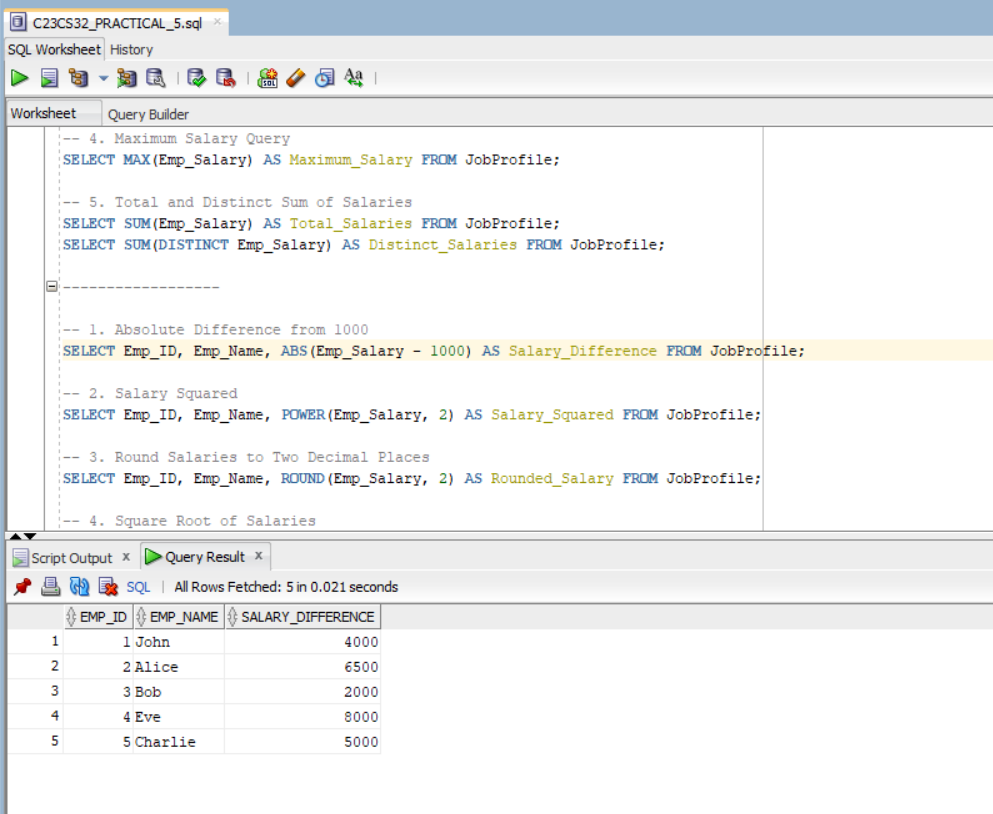 C23CS32_PRACTICAL_5.sql ×
SQL Worksheet History
SQL
Aa
Worksheet Query Builder
-- 4. Maximum Salary Query
SELECT MAX(Emp_Salary) AS Maximum_Salary FROM JobProfile;
-- 5. Total and Distinct Sum of Salaries
SELECT SUM(Emp_Salary) AS Total_Salaries FROM JobProfile;
SELECT SUM(DISTINCT Emp_Salary) AS Distinct_Salaries FROM JobProfile;
------------------
-- 1. Absolute Difference from 1000
SELECT Emp_ID, Emp_Name, ABS(Emp_Salary - 1000) AS Salary_Difference FROM JobProfile;
-- 2. Salary Squared
SELECT Emp_ID, Emp_Name, POWER(Emp_Salary, 2) AS Salary_Squared FROM JobProfile;
-- 3. Round Salaries to Two Decimal Places
SELECT Emp_ID, Emp_Name, ROUND(Emp_Salary, 2) AS Rounded_Salary FROM JobProfile;
-- 4. Square Root of Salaries
Script Output x Query Result x
SQL | All Rows Fetched: 5 in 0.021 seconds
EMP_ID EMP_NAME SALARY_DIFFERENCE
1 1 John 4000
2 2 Alice 6500
3 3 Bob 2000
4 4 Eve 8000
5 5 Charlie 5000